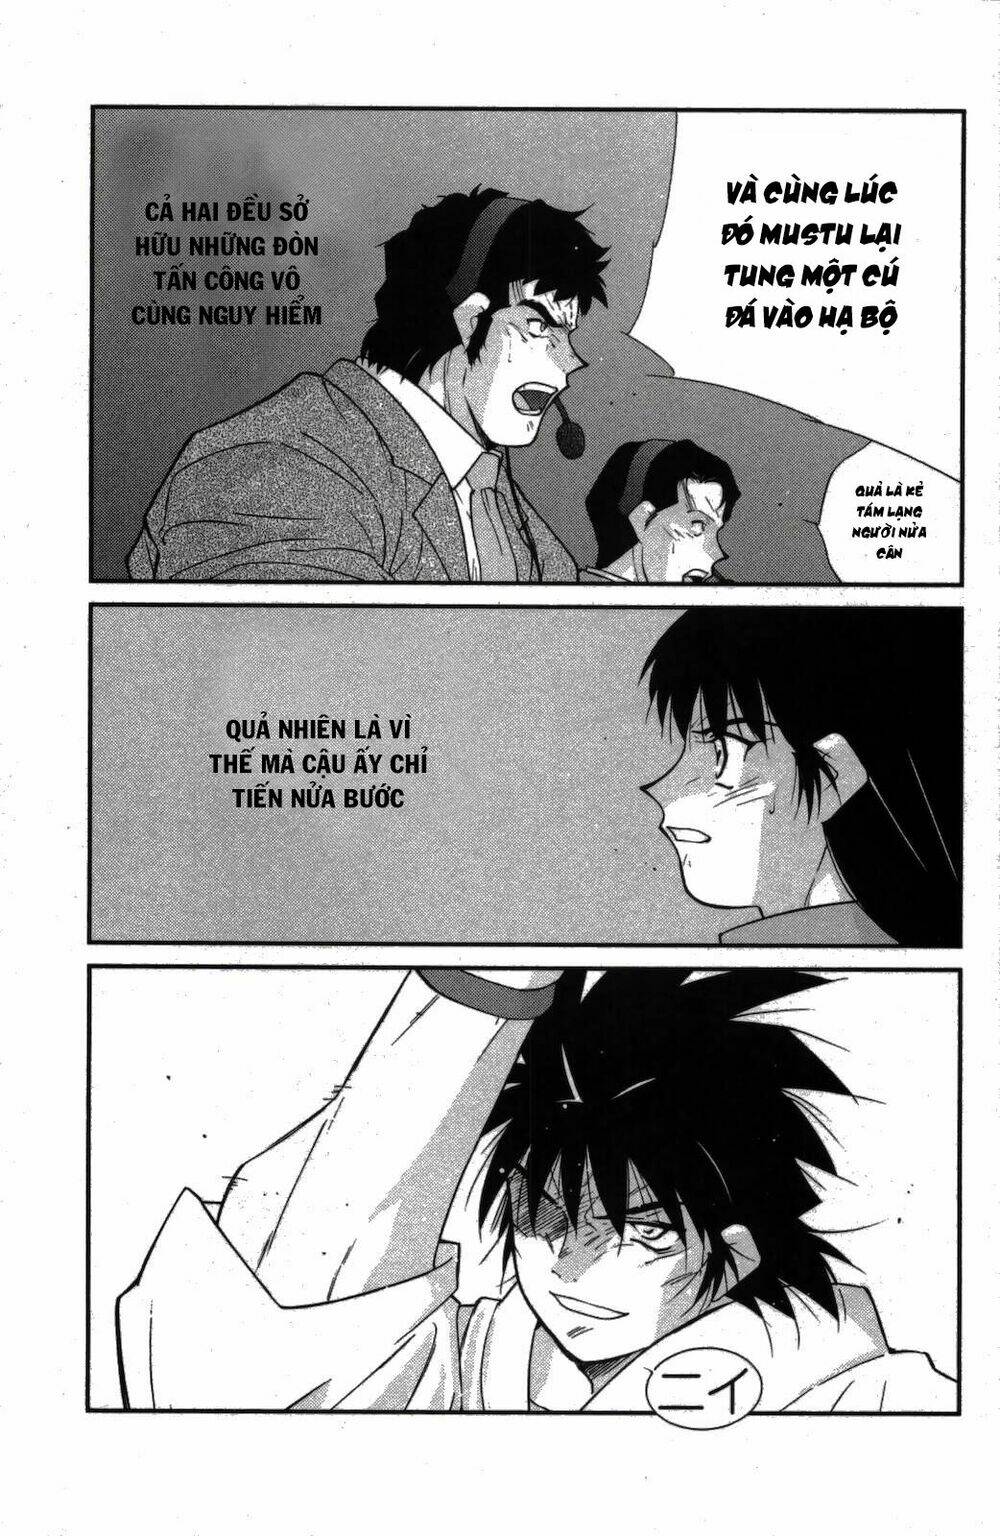 VÀ CÙNG LÚC
ĐÓ MUSTU LẠI
TUNG MỘT CÚ
ĐÁ VÀO HẠ BỘ
CẢ HAI ĐỀU SỞ
HỮU NHỮNG ĐÒN
TẤN CÔNG VÔ
CÙNG NGUY HIỂM
QUẢ LÀ KẺ
TÁM LẠNG
NGƯỜI NỬA
CÂN
QUẢ NHIÊN LÀ VÌ
THẾ MÀ CẬU ẤY CHỈ
TIẾN NỬA BƯỚC
ニイ